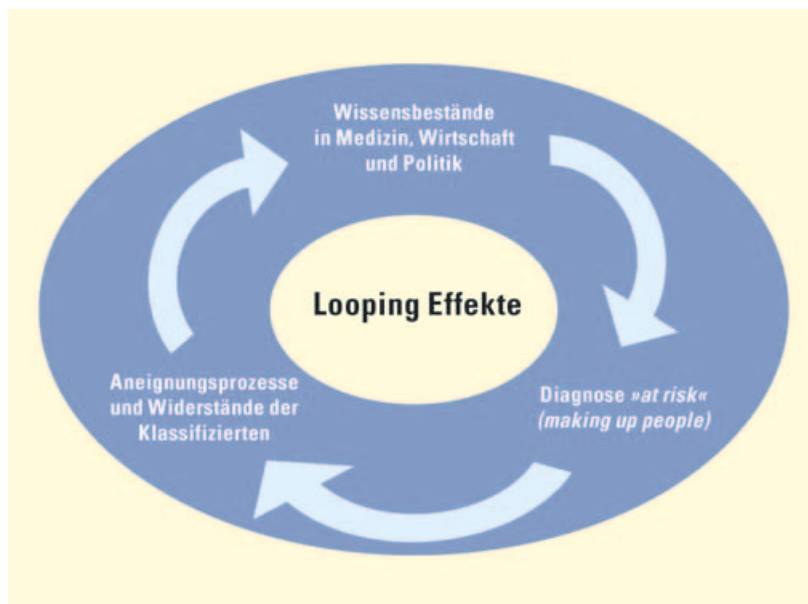 Wissensbestände
in Medizin, Wirtschaft
und Politik
Looping Effekte
Aneignungsprozesse
und Widerstände der
Klassifizierten
Diagnose »at risk«
(making up people)